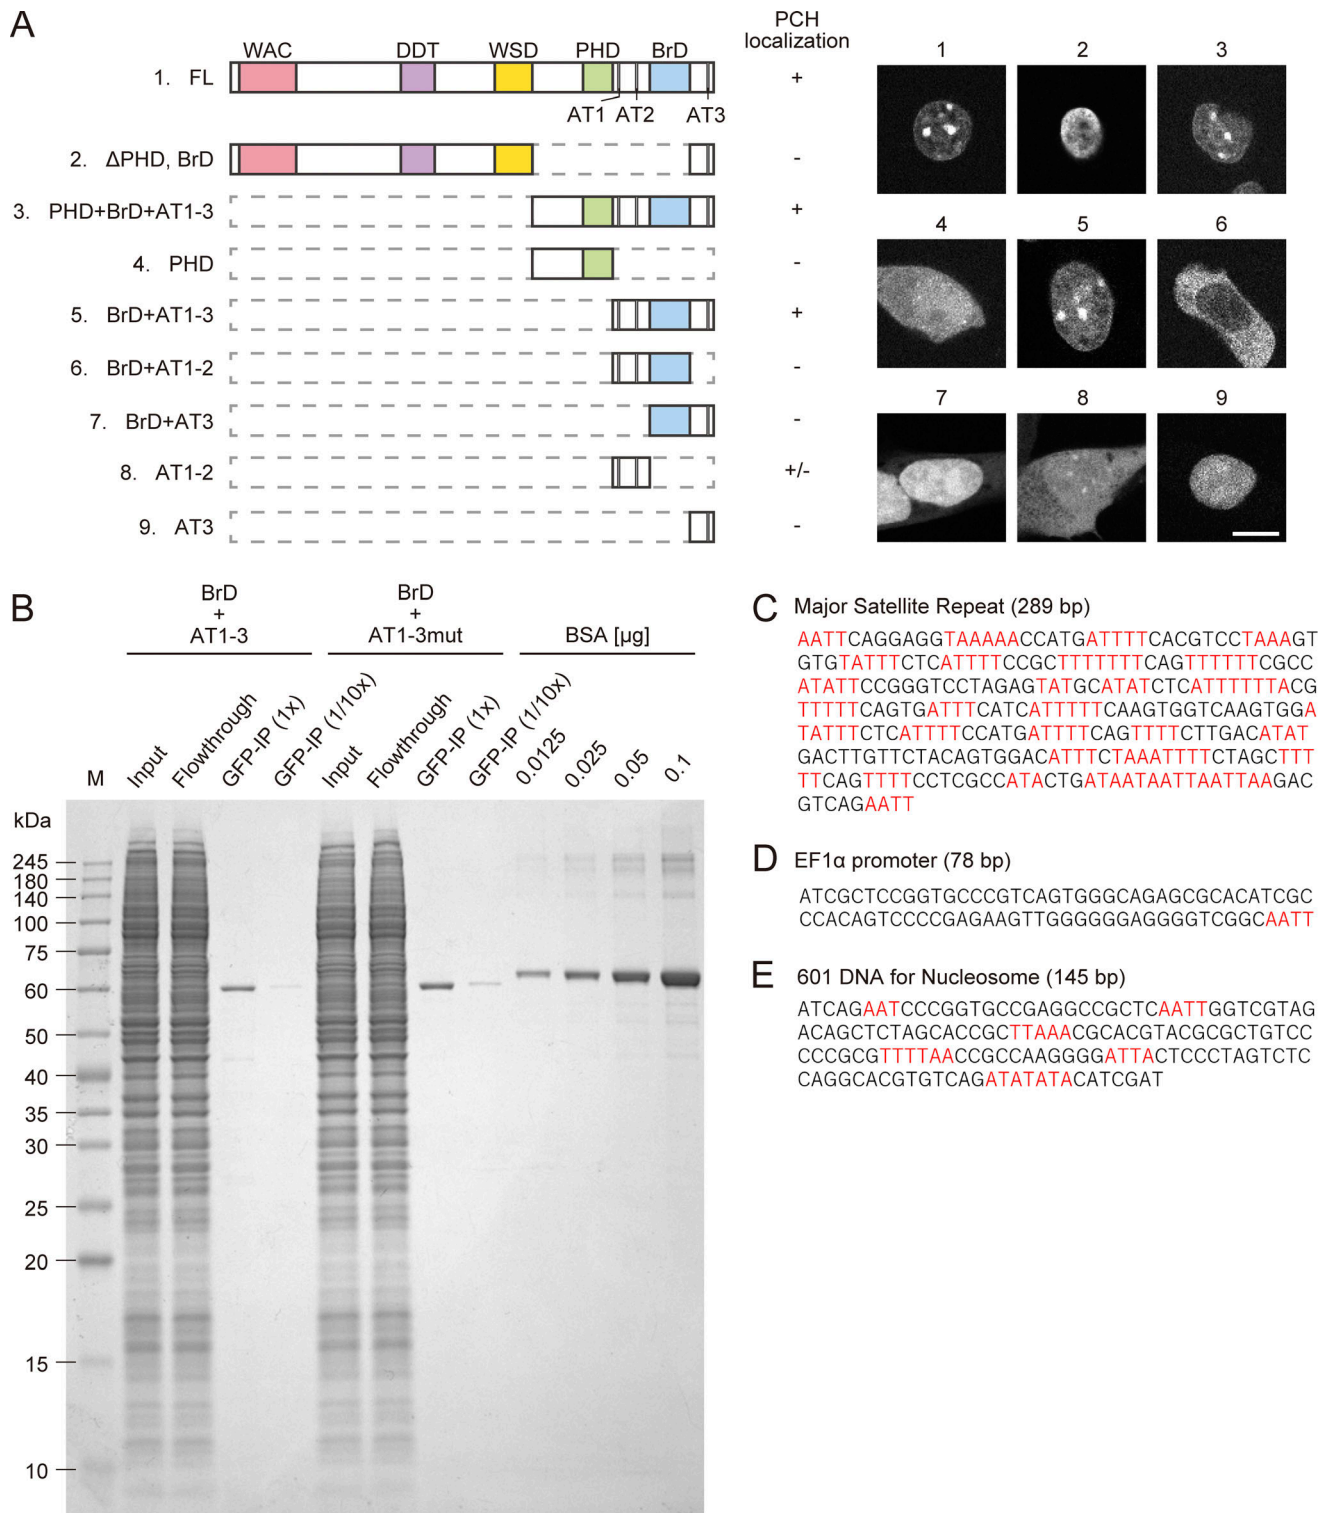 A
WAC DDT WSD PHD BrD
AT1 AT2 AT3
1. FL
2. ΔPHD, BrD
3. PHD+BrD+AT1-3
4. PHD
5. BrD+AT1-3
6. BrD+AT1-2
7. BrD+AT3
8. AT1-2
9. AT3
PCH
localization
+
-
+
-
+
-
-
+/-
-
1 2 3
4 5 6
7 8 9
B
BrD
+
AT1-3
BrD
+
AT1-3mut
BSA [µg]
M
Input
Flowthrough
GFP-IP (1x)
GFP-IP (1/10x)
Input
Flowthrough
GFP-IP (1x)
GFP-IP (1/10x)
0.0125
0.025
0.05
0.1
kDa
245
180
140
100
75
60
50
40
35
30
25
20
15
10
C Major Satellite Repeat (289 bp)
AATTCAGGAGGTAAAAACCATGATTTTCACGTCCTAAAGT
GTGTATTTCTCATTTTCCGCTTTTTTTCAGTTTTTTCGCC
ATATTCCGGGTCCTAGAGTATGCATATCTCATTTTTTACG
TTTTTCAGTGATTTCATCATTTTTCAAGTGGTCAAGTGGA
TATTTCTCATTTTCCATGATTTTCAGTTTTCTTGACATAT
GACTTGTTCTACAGTGGACATTTCTAAATTTTCTAGCTTT
TTCAGTTTTCCTCGCCATACTGATAATAATTAATTAAGAC
GTCAGAATT
D EF1α promoter (78 bp)
ATCGCTCCGGTGCCCGTCAGTGGGCAGAGCGCACATCGC
CCACAGTCCCCGAGAAGTTGGGGGGAGGGGTCGGCAATT
E 601 DNA for Nucleosome (145 bp)
ATCAGAATCCCGGTGCCGAGGCCGCTCAATTGGTCGTAG
ACAGCTCTAGCACCGCTTAAACGCACGTACGCGCTGTCC
CCCGCGTTTTAACCGCCAAGGGGATTACTCCCTAGTCTC
CAGGCACGTGTCAGATATATACATCGAT